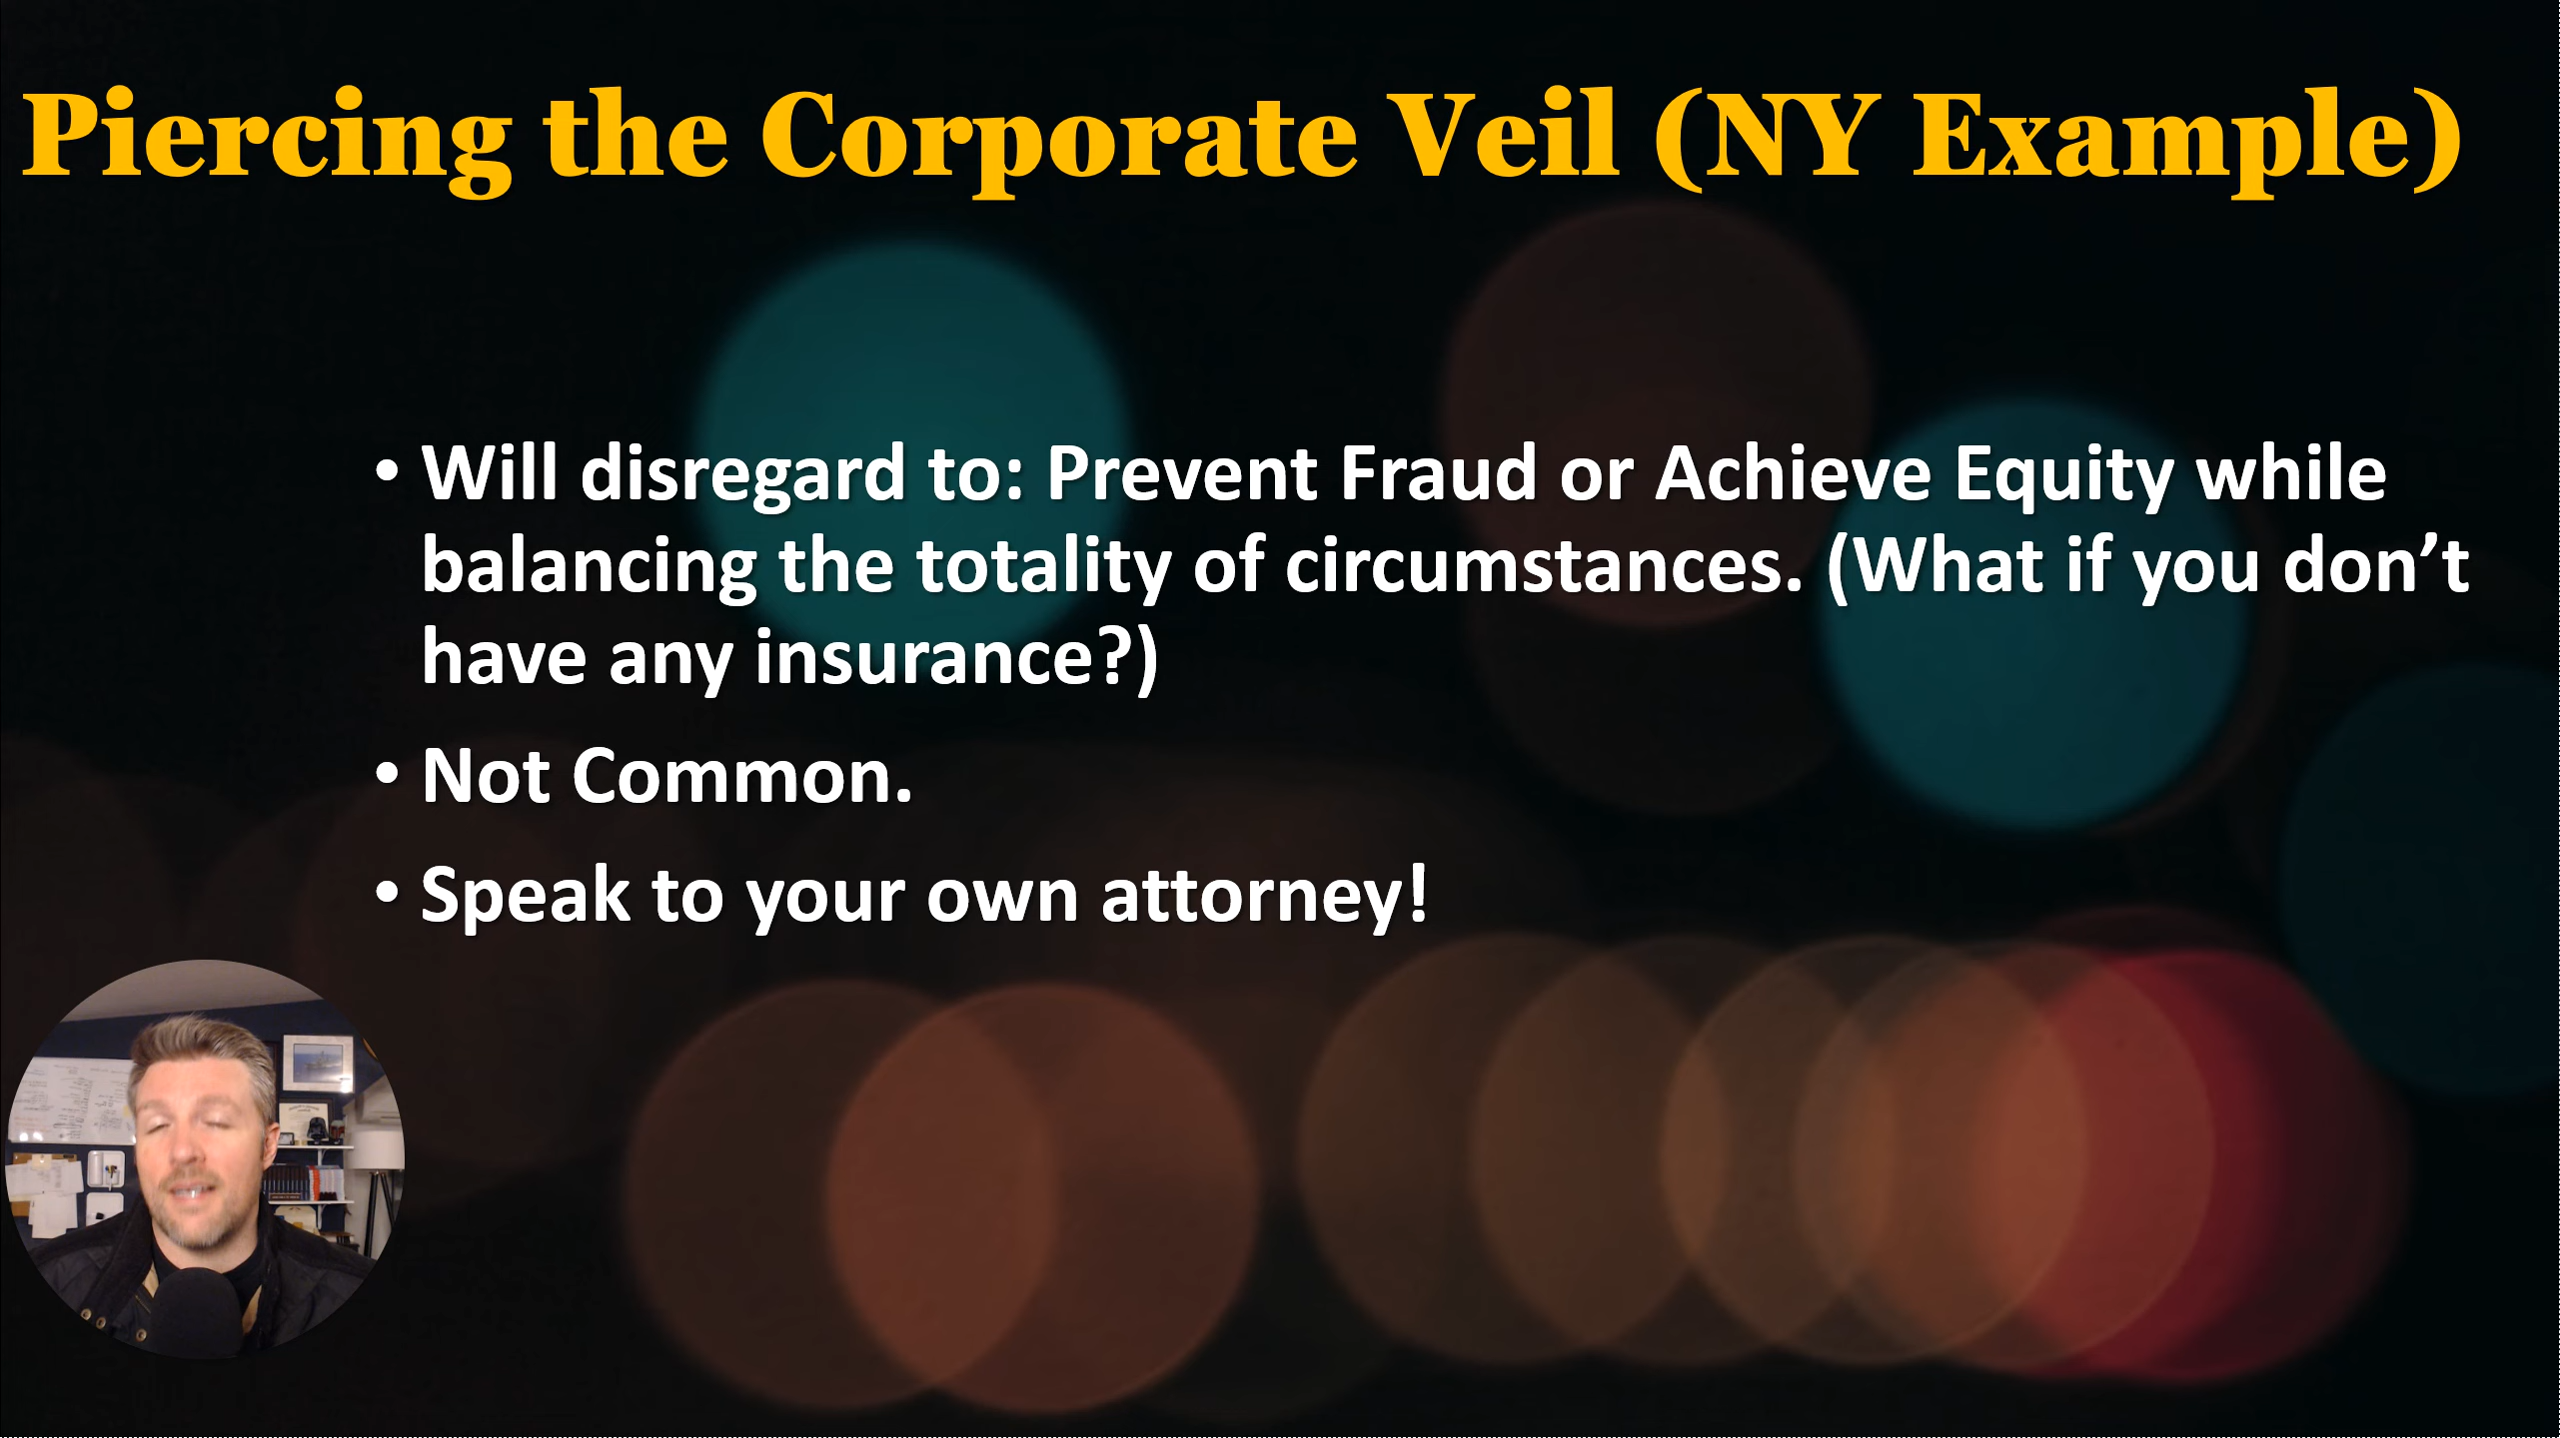 Piercing the Corporate Veil (NY Example)
• Will disregard to: Prevent Fraud or Achieve Equity while
balancing the totality of circumstances. (What if you don’t
have any insurance?)
• Not Common.
• Speak to your own attorney!